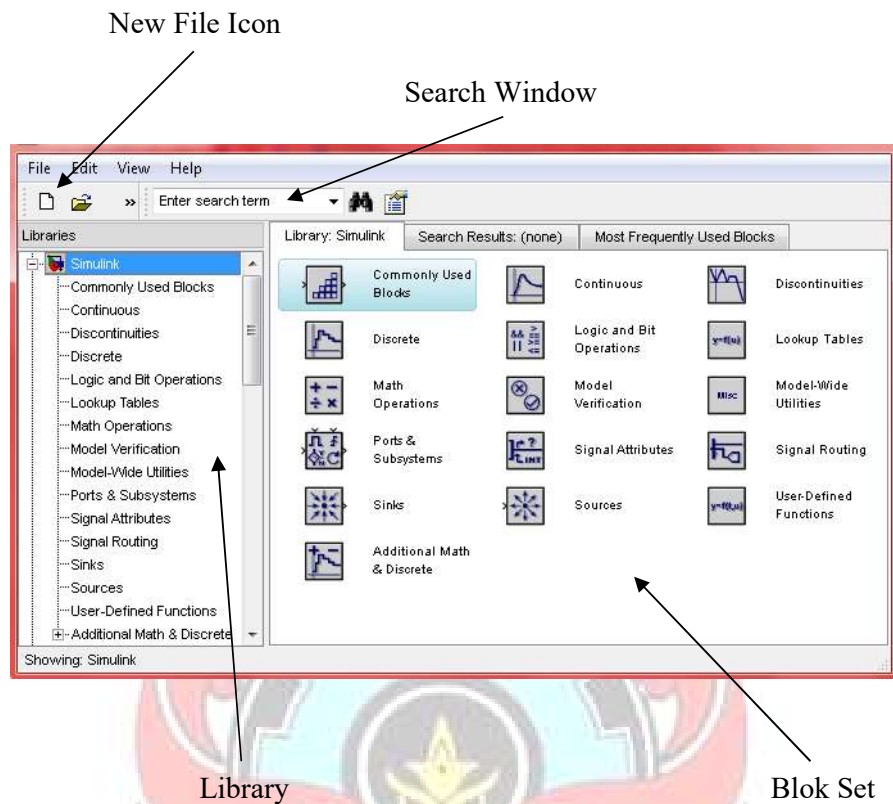 New File Icon
Search Window
File Edit View Help
» Enter search term
Libraries
Library: Simulink Search Results: (none) Most Frequently Used Blocks
Simulink
Commonly Used Blocks
Continuous
Discontinuities
Discrete
Logic and Bit Operations
Lookup Tables
Math Operations
Model Verification
Model-Wide Utilities
Ports & Subsystems
Signal Attributes
Signal Routing
Sinks
Sources
User-Defined Functions
Additional Math & Discrete
Commonly Used
Blocks
Continuous
Discontinuities
Discrete
Logic and Bit
Operations
y=f(u)
Lookup Tables
Math
Operations
Model
Verification
Misc
Model-Wide
Utilities
Ports &
Subsystems
Signal Attributes
Signal Routing
Sinks
Sources
User-Defined
Functions
Additional Math
& Discrete
Showing: Simulink
Library
Blok Set